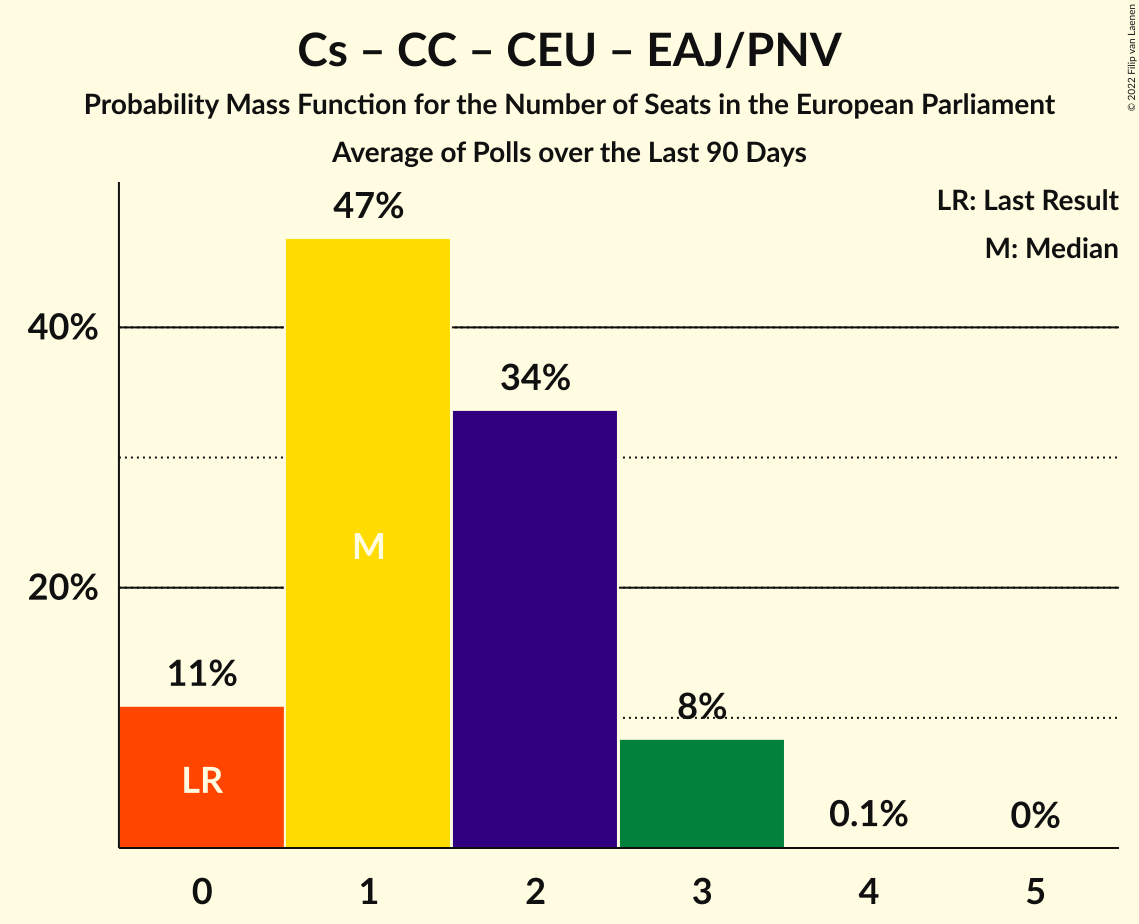 Cs – CC – CEU – EAJ/PNV
Probability Mass Function for the Number of Seats in the European Parliament
Average of Polls over the Last 90 Days
© 2022 Filip van Laenen
LR: Last Result
M: Median
47%
40%
34%
M
20%
11%
8%
LR
0.1%
0%
0 1 2 3 4 5